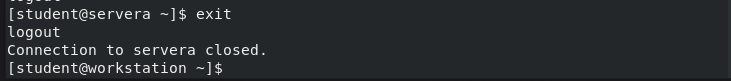 [student@servera ~]$ exit
logout
Connection to servera closed.
[student@workstation ~]$